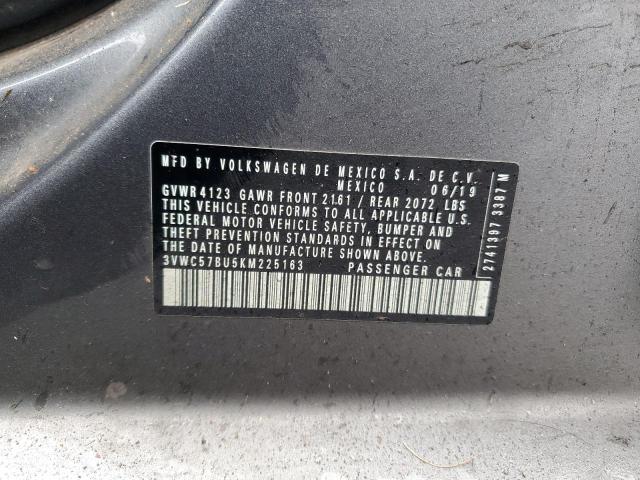 MFD BY VOLKSWAGEN DE MEXICO S.A. DE C.V.
MEXICO 06/19
GVWR 4123 GAWR FRONT 2161 / REAR 2072 LBS
THIS VEHICLE CONFORMS TO ALL APPLICABLE U.S.
FEDERAL MOTOR VEHICLE SAFETY, BUMPER AND
THEFT PREVENTION STANDARDS IN EFFECT ON
THE DATE OF MANUFACTURE SHOWN ABOVE.
3VWC57BU5KM225163 PASSENGER CAR
2741397 3387 M